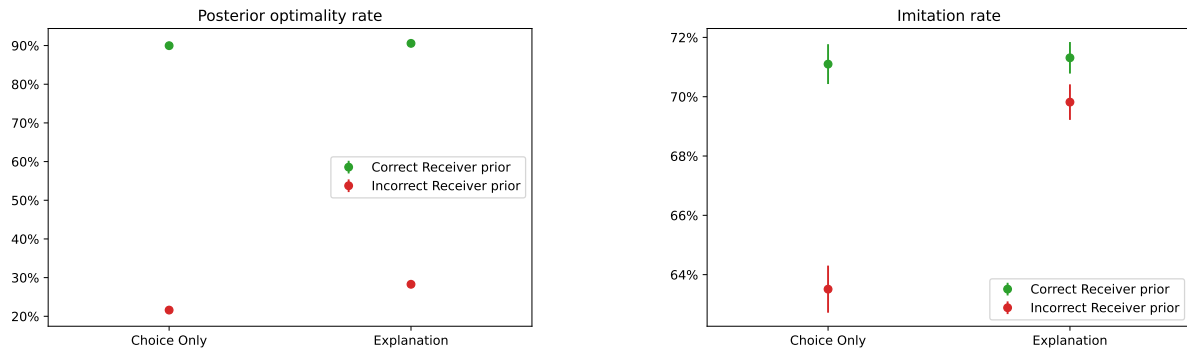 Posterior optimality rate
90%
80%
70%
60%
50%
40%
30%
20%
Correct Receiver prior
Incorrect Receiver prior
Choice Only
Explanation
Imitation rate
72%
70%
68%
66%
64%
Correct Receiver prior
Incorrect Receiver prior
Choice Only
Explanation